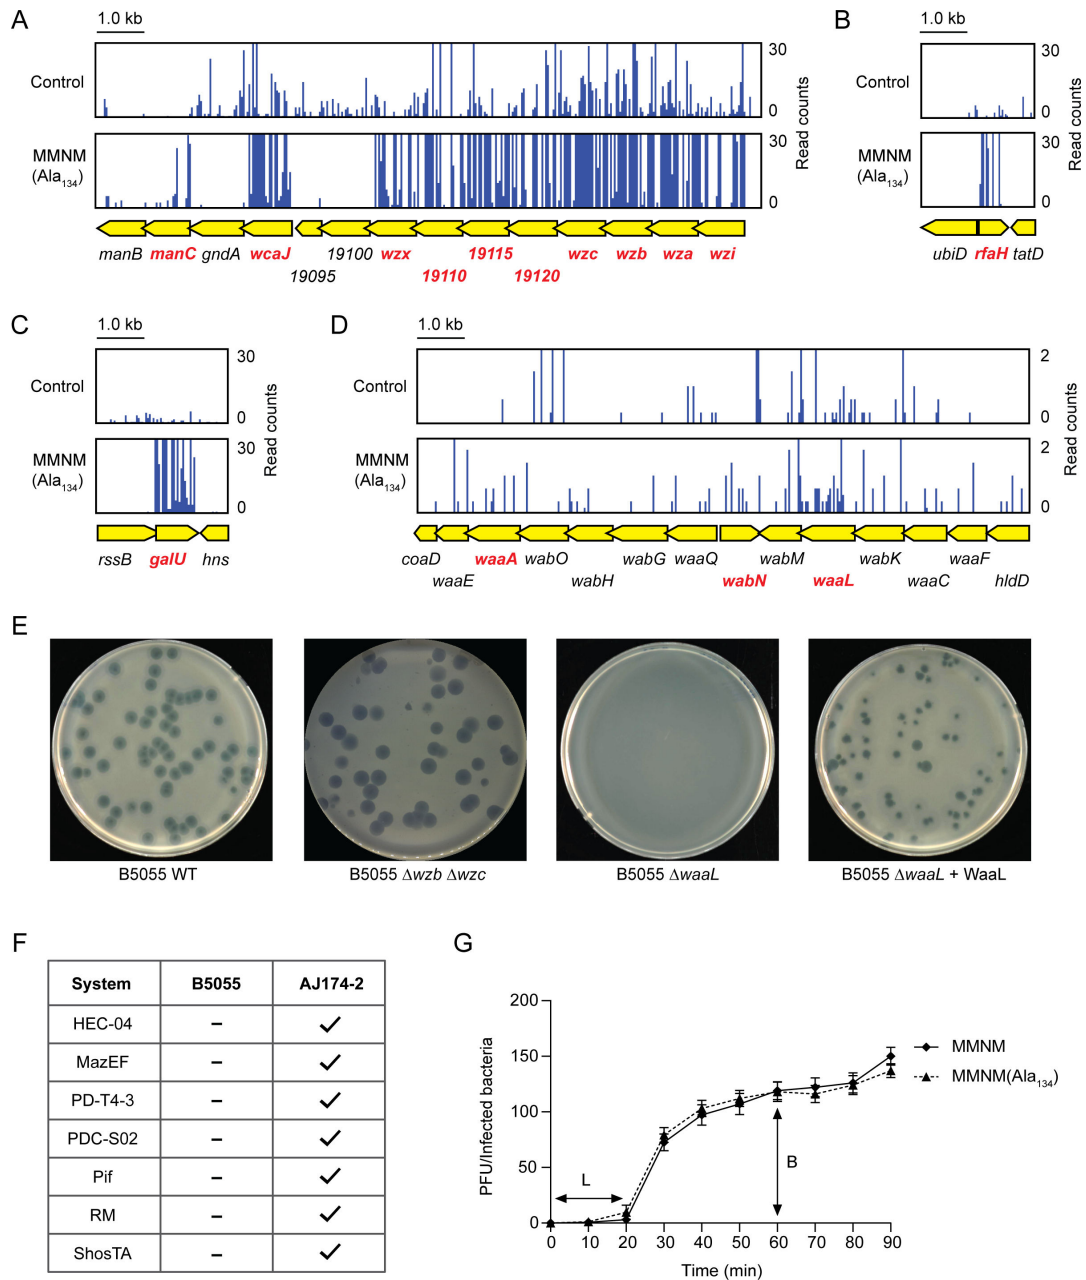 A
1.0 kb
Control
30
0
MMNM
(Ala134)
30
0
Read counts
manB manC gndA wcaJ 19100 wzx 19115 wzc wzb wza wzi
19095 19110 19120
B
1.0 kb
Control
30
0
MMNM
(Ala134)
30
0
Read counts
ubiD rfaH tatD
C
1.0 kb
Control
30
0
MMNM
(Ala134)
30
0
Read counts
rssB galU hns
D
1.0 kb
Control
2
0
MMNM
(Ala134)
2
0
Read counts
coaD waaA wabO wabG waaQ wabM wabK waaF
waaE wabH wabN waaL waaC hldD
E
B5055 WT
B5055 Δwzb Δwzc
B5055 ΔwaaL
B5055 ΔwaaL + WaaL
F
System B5055 AJ174-2
HEC-04 – ✓
MazEF – ✓
PD-T4-3 – ✓
PDC-S02 – ✓
Pif – ✓
RM – ✓
ShosTA – ✓
G
PFU/Infected bacteria
200
150
100
50
0
L
B
0 10 20 30 40 50 60 70 80 90
Time (min)
MMNM
MMNM(Ala134)